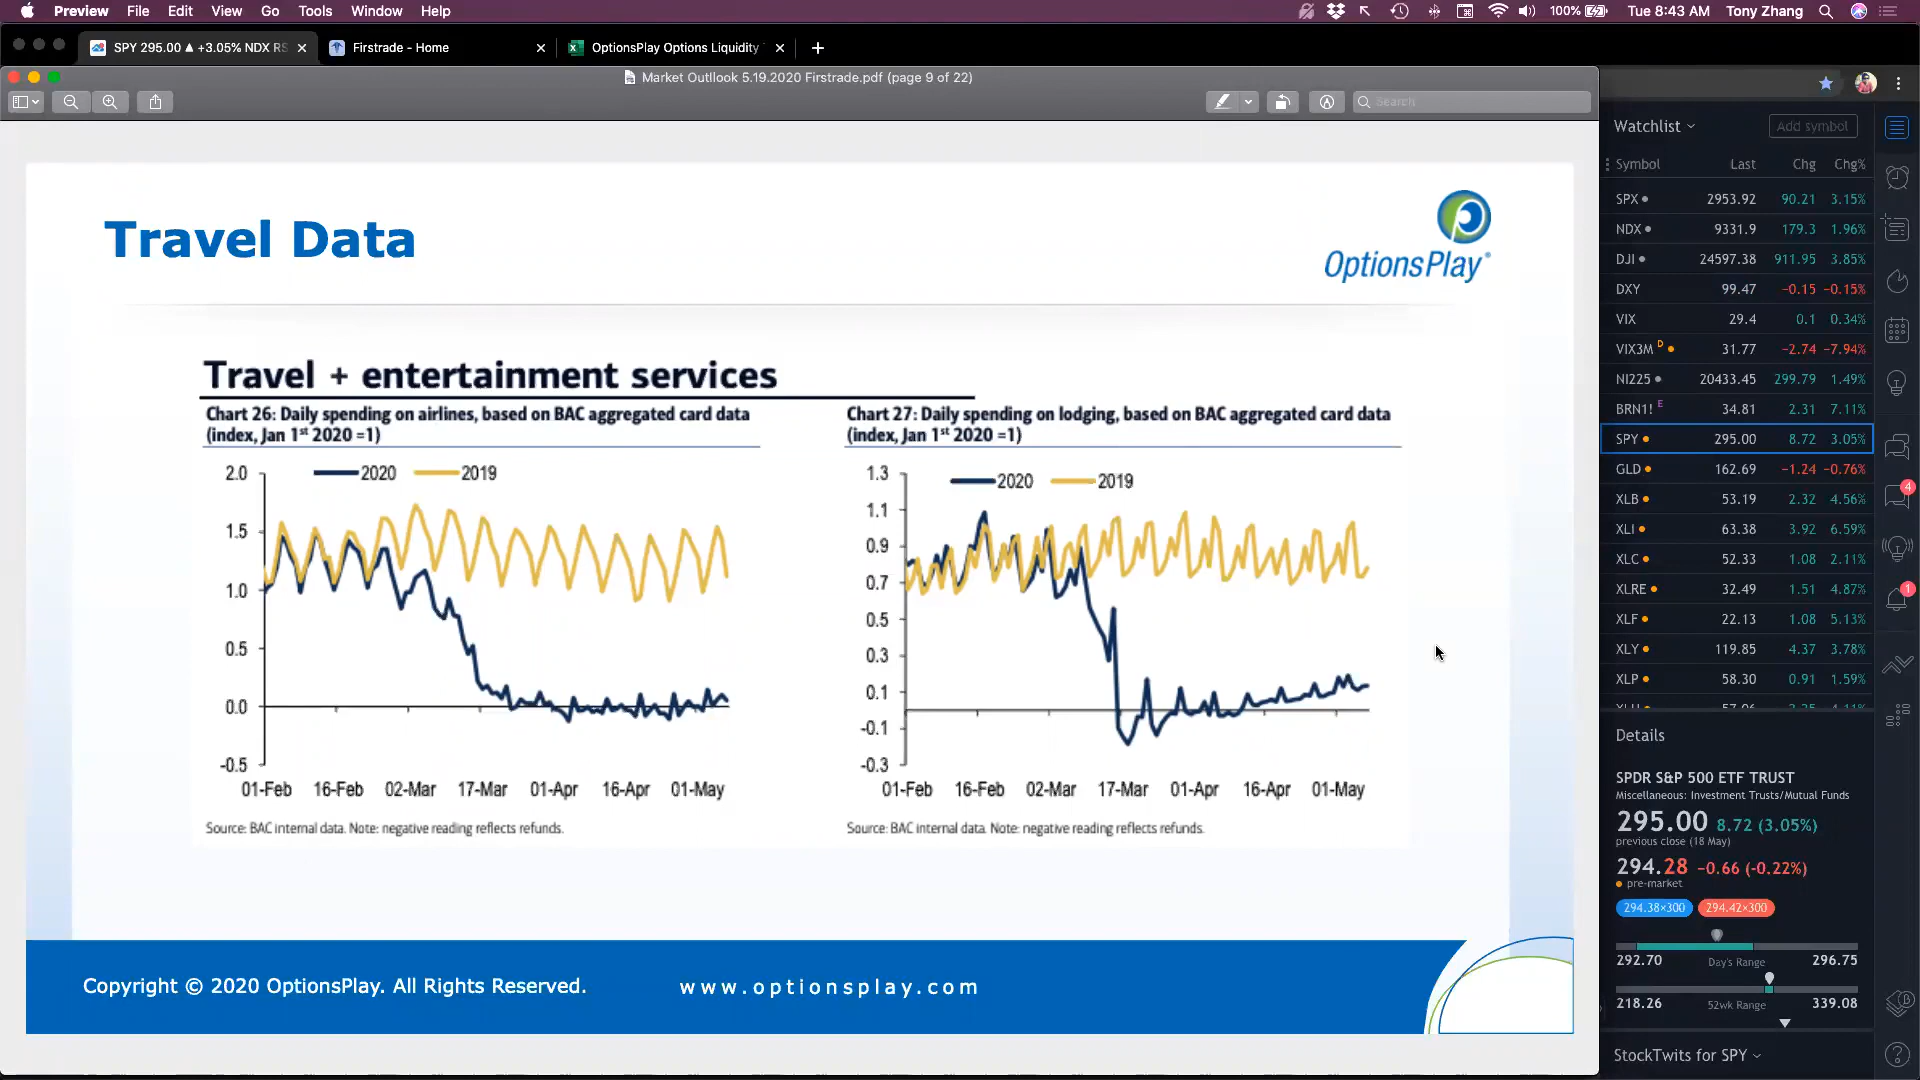 Preview File Edit View Go Tools Window Help 100% Tue 8:43 AM Tony Zhang
SPY 295.00 ▲ +3.05% NDX RS
Firstrade - Home
OptionsPlay Options Liquidity
Market Outllook 5.19.2020 Firstrade.pdf (page 9 of 22)
Search
Travel Data
OptionsPlay
Travel + entertainment services
Chart 26: Daily spending on airlines, based on BAC aggregated card data
(index, Jan 1st 2020 =1)
2020 2019
2.0
1.5
1.0
0.5
0.0
-0.5
01-Feb 16-Feb 02-Mar 17-Mar 01-Apr 16-Apr 01-May
Source: BAC internal data. Note: negative reading reflects refunds.
Chart 27: Daily spending on lodging, based on BAC aggregated card data
(index, Jan 1st 2020 =1)
2020 2019
1.3
1.1
0.9
0.7
0.5
0.3
0.1
-0.1
-0.3
01-Feb 16-Feb 02-Mar 17-Mar 01-Apr 16-Apr 01-May
Source: BAC internal data. Note: negative reading reflects refunds.
Copyright © 2020 OptionsPlay. All Rights Reserved. www.optionsplay.com
Watchlist Add symbol
Symbol Last Chg Chg%
SPX 2953.92 90.21 3.15%
NDX 9331.9 179.3 1.96%
DJI 24597.38 911.95 3.85%
DXY 99.47 −0.15 −0.15%
VIX 29.4 0.1 0.34%
VIX3M D 31.77 −2.74 −7.94%
NI225 20433.45 299.79 1.49%
BRN1! E 34.81 2.31 7.11%
SPY 295.00 8.72 3.05%
GLD 162.69 −1.24 −0.76%
XLB 53.19 2.32 4.56%
XLI 63.38 3.92 6.59%
XLC 52.33 1.08 2.11%
XLRE 32.49 1.51 4.87%
XLF 22.13 1.08 5.13%
XLY 119.85 4.37 3.78%
XLP 58.30 0.91 1.59%
Details
SPDR S&P 500 ETF TRUST
Miscellaneous: Investment Trusts/Mutual Funds
295.00 8.72 (3.05%)
previous close (18 May)
294.28 −0.66 (-0.22%)
pre-market
294.38×300 294.42×300
292.70 Day's Range 296.75
218.26 52wk Range 339.08
StockTwits for SPY
4
1